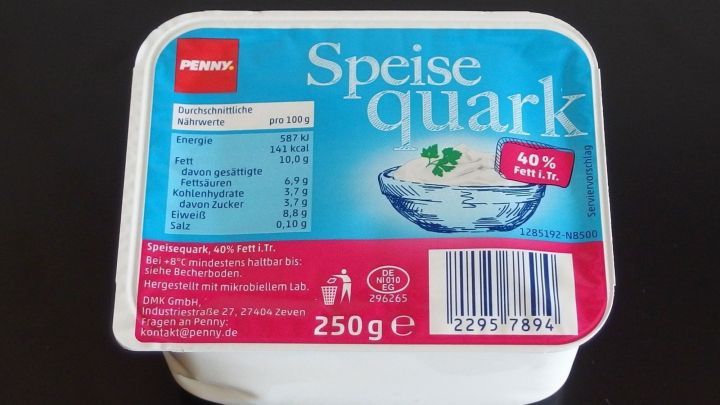 PENNY.
Speise
quark
Durchschnittliche
Nährwerte pro 100 g
Energie 587 kJ
141 kcal
Fett 10,0 g
davon gesättigte
Fettsäuren 6,9 g
Kohlenhydrate 3,7 g
davon Zucker 3,7 g
Eiweiß 8,8 g
Salz 0,10 g
40 %
Fett i.Tr.
Serviervorschlag
1285192-N8500
Speisequark, 40% Fett i.Tr.
Bei +8°C mindestens haltbar bis:
siehe Becherboden.
Hergestellt mit mikrobiellem Lab.
DMK GmbH,
Industriestraße 27, 27404 Zeven
Fragen an Penny:
kontakt@penny.de
DE
NI 010
EG
296265
250 g e
2295 7894